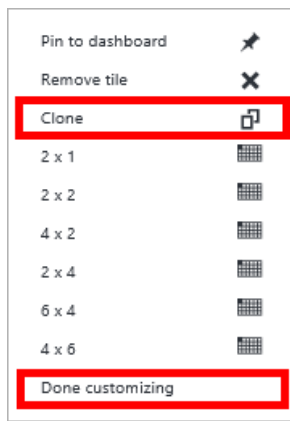 Pin to dashboard
Remove tile
Clone
2 x 1
2 x 2
4 x 2
2 x 4
6 x 4
4 x 6
Done customizing